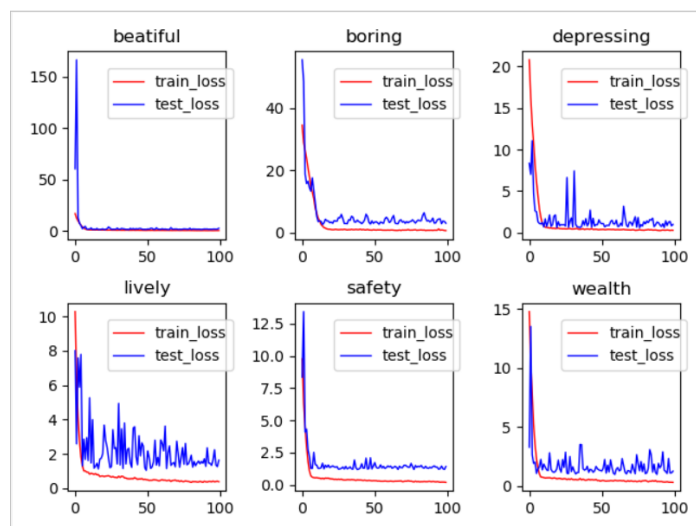 beatiful
150
100
50
0
train_loss
test_loss
0 50 100
boring
40
20
0
train_loss
test_loss
0 50 100
depressing
20
15
10
5
0
train_loss
test_loss
0 50 100
lively
10
8
6
4
2
0
train_loss
test_loss
0 50 100
safety
12.5
10.0
7.5
5.0
2.5
0.0
train_loss
test_loss
0 50 100
wealth
15
10
5
0
train_loss
test_loss
0 50 100